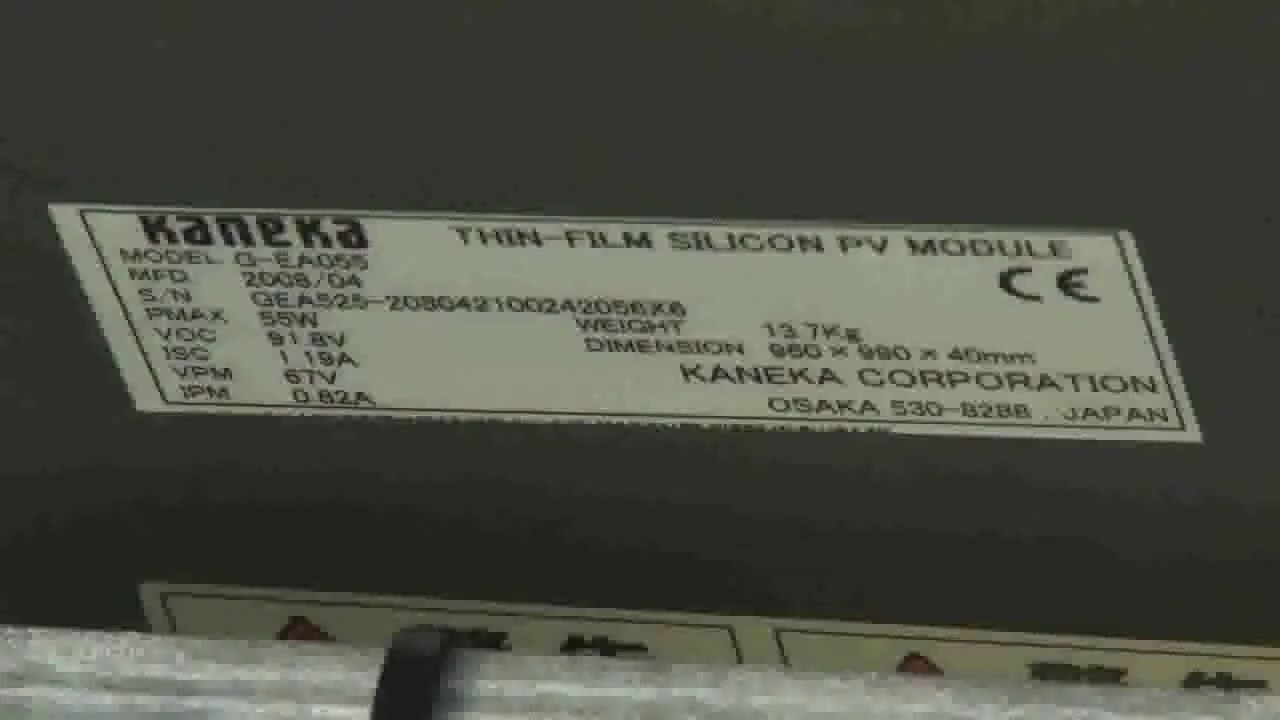 Kaneka
THIN-FILM SILICON PV MODULE
MODEL G-EA055
CE
MFD 2008/04
S/N
PMAX 55W
WEIGHT 13.7Kg
VOC 91.8V
DIMENSION 960 × 990 × 40mm
ISC 1.19A
VPM 67V
KANEKA CORPORATION
IPM 0.82A
OSAKA 530-8288 , JAPAN